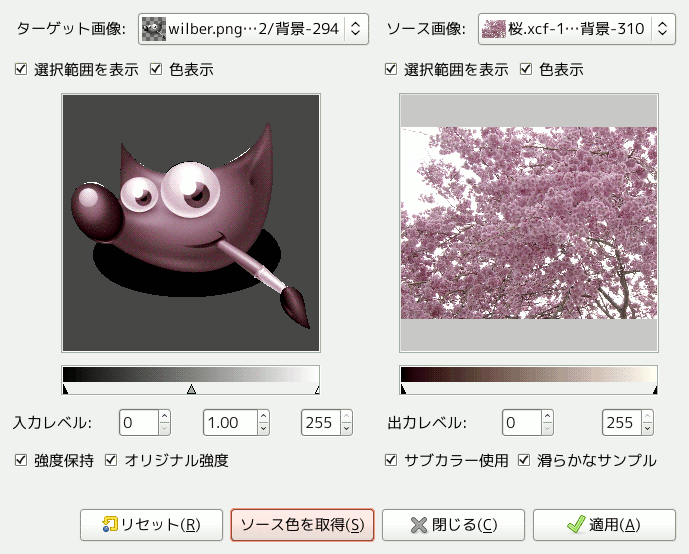 ターゲット画像: wilber.png…2/背景-294 ソース画像: 桜.xcf-1…背景-310
選択範囲を表示 色表示 選択範囲を表示 色表示
入力レベル: 0 1.00 255 出力レベル: 0 255
強度保持 オリジナル強度 サブカラー使用 滑らかなサンプル
リセット(R) ソース色を取得(S) 閉じる(C) 適用(A)